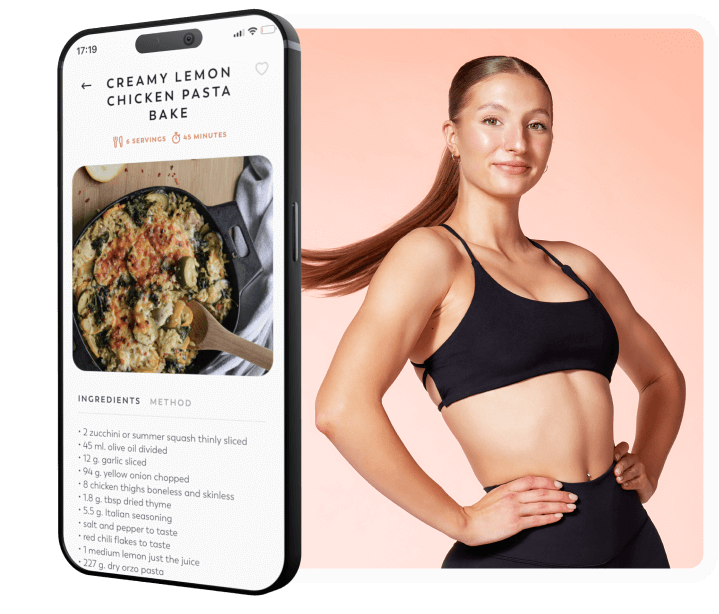 17:19
CREAMY LEMON
CHICKEN PASTA
BAKE
6 SERVINGS 45 MINUTES
INGREDIENTS METHOD
• 2 zucchini or summer squash thinly sliced
• 45 ml. olive oil divided
• 12 g. garlic sliced
• 94 g. yellow onion chopped
• 8 chicken thighs boneless and skinless
• 1.8 g. tbsp dried thyme
• 5.5 g. Italian seasoning
• salt and pepper to taste
• red chili flakes to taste
• 1 medium lemon just the juice
• 227 g. dry orzo pasta